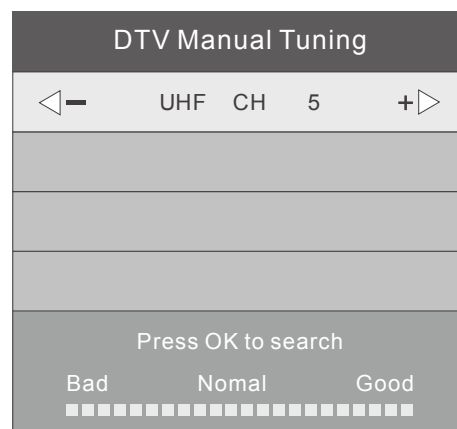 DTV Manual Tuning
− UHF CH 5 +
Press OK to search
Bad Nomal Good